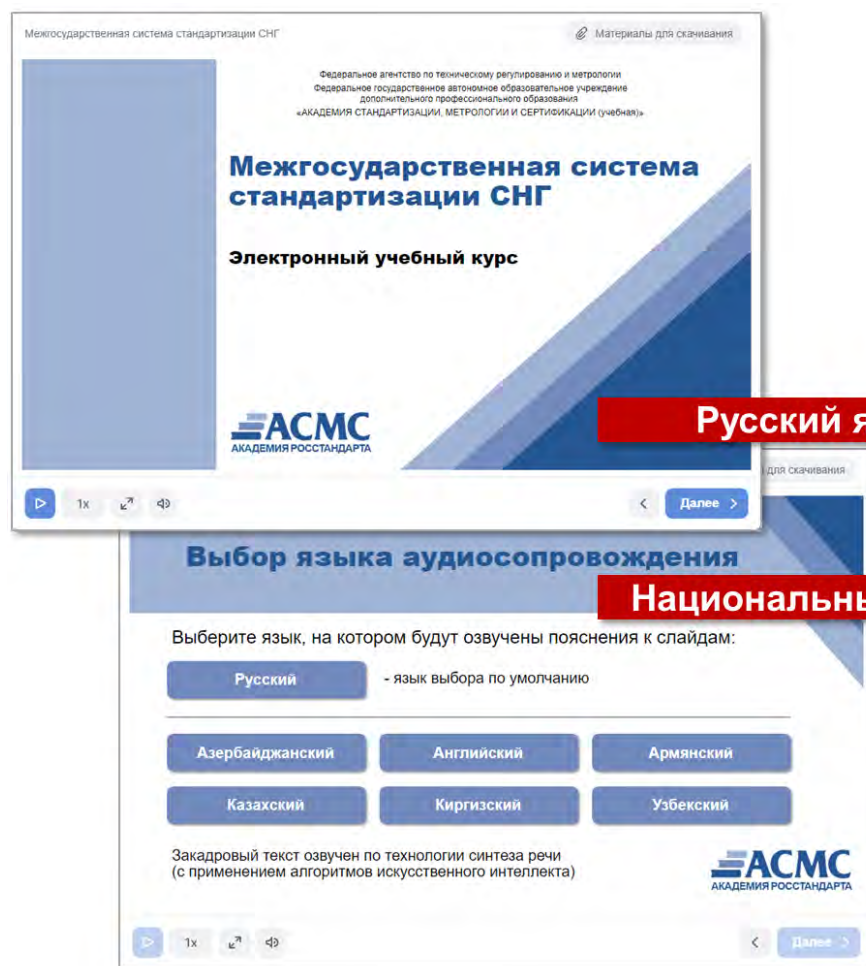 Межгосударственная система стандартизации СНГ
Материалы для скачивания
Федеральное агентство по техническому регулированию и метрологии
Федеральное государственное автономное образовательное учреждение
дополнительного профессионального образования
«АКАДЕМИЯ СТАНДАРТИЗАЦИИ, МЕТРОЛОГИИ И СЕРТИФИКАЦИИ (учебная)»
Межгосударственная система
стандартизации СНГ
Электронный учебный курс
АСМС
АКАДЕМИЯ РОССТАНДАРТА
Русский я
для скачивания
1x
Далее
Выбор языка аудиосопровождения
Национальны
Выберите язык, на котором будут озвучены пояснения к слайдам:
Русский
- язык выбора по умолчанию
Азербайджанский
Английский
Армянский
Казахский
Киргизский
Узбекский
Закадровый текст озвучен по технологии синтеза речи
(с применением алгоритмов искусственного интеллекта)
АСМС
АКАДЕМИЯ РОССТАНДАРТА
1x
Далее